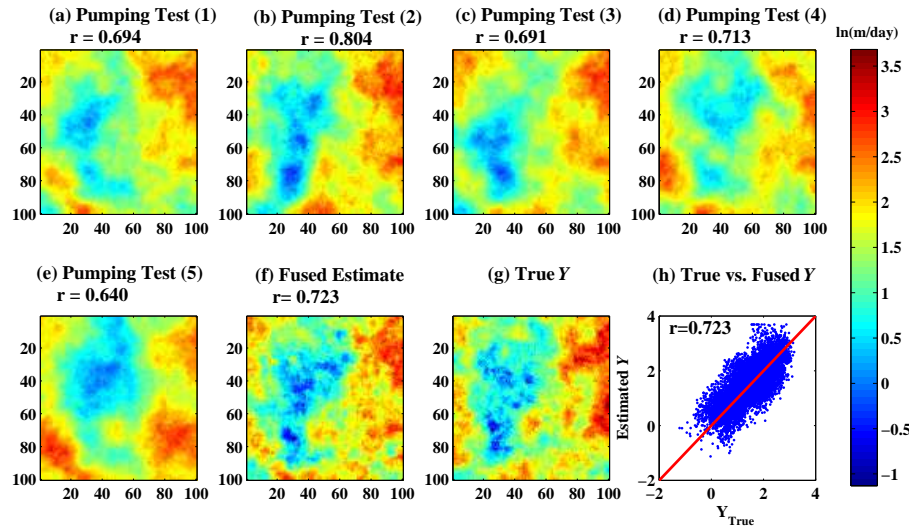 (a) Pumping Test (1)
r = 0.694
(b) Pumping Test (2)
r = 0.804
(c) Pumping Test (3)
r = 0.691
(d) Pumping Test (4)
r = 0.713
ln(m/day)
20
40
60
80
100
20 40 60 80 100
20
40
60
80
100
20 40 60 80 100
20
40
60
80
100
20 40 60 80 100
20
40
60
80
100
20 40 60 80 100
3.5
3
2.5
2
1.5
1
0.5
0
−0.5
−1
(e) Pumping Test (5)
r = 0.640
(f) Fused Estimate
r= 0.723
(g) True Y
(h) True vs. Fused Y
20
40
60
80
100
20 40 60 80 100
20
40
60
80
100
20 40 60 80 100
20
40
60
80
100
20 40 60 80 100
r=0.723
Estimated Y
4
2
0
−2
−2 0 2 4
YTrue